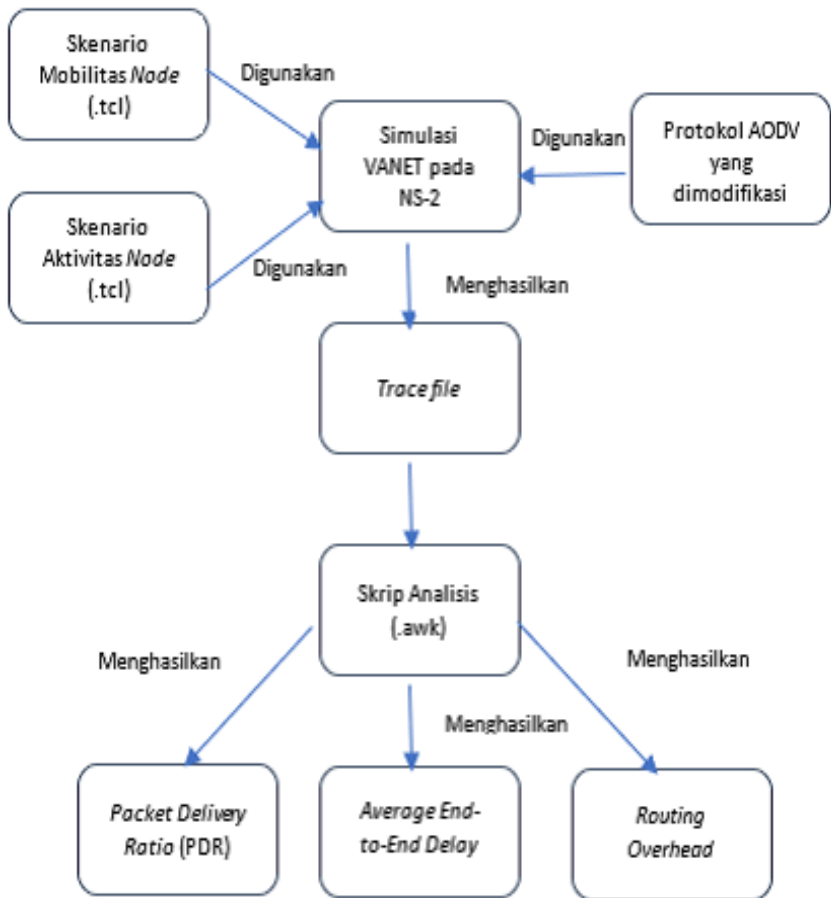 Skenario
Mobilitas Node
(.tcl)
Digunakan
Simulasi
VANET pada
NS-2
Digunakan
Protokol AODV
yang
dimodifikasi
Skenario
Aktivitas Node
(.tcl)
Digunakan
Menghasilkan
Trace file
Skrip Analisis
(.awk)
Menghasilkan
Menghasilkan
Menghasilkan
Packet Delivery
Ratio (PDR)
Average End-
to-End Delay
Routing
Overhead